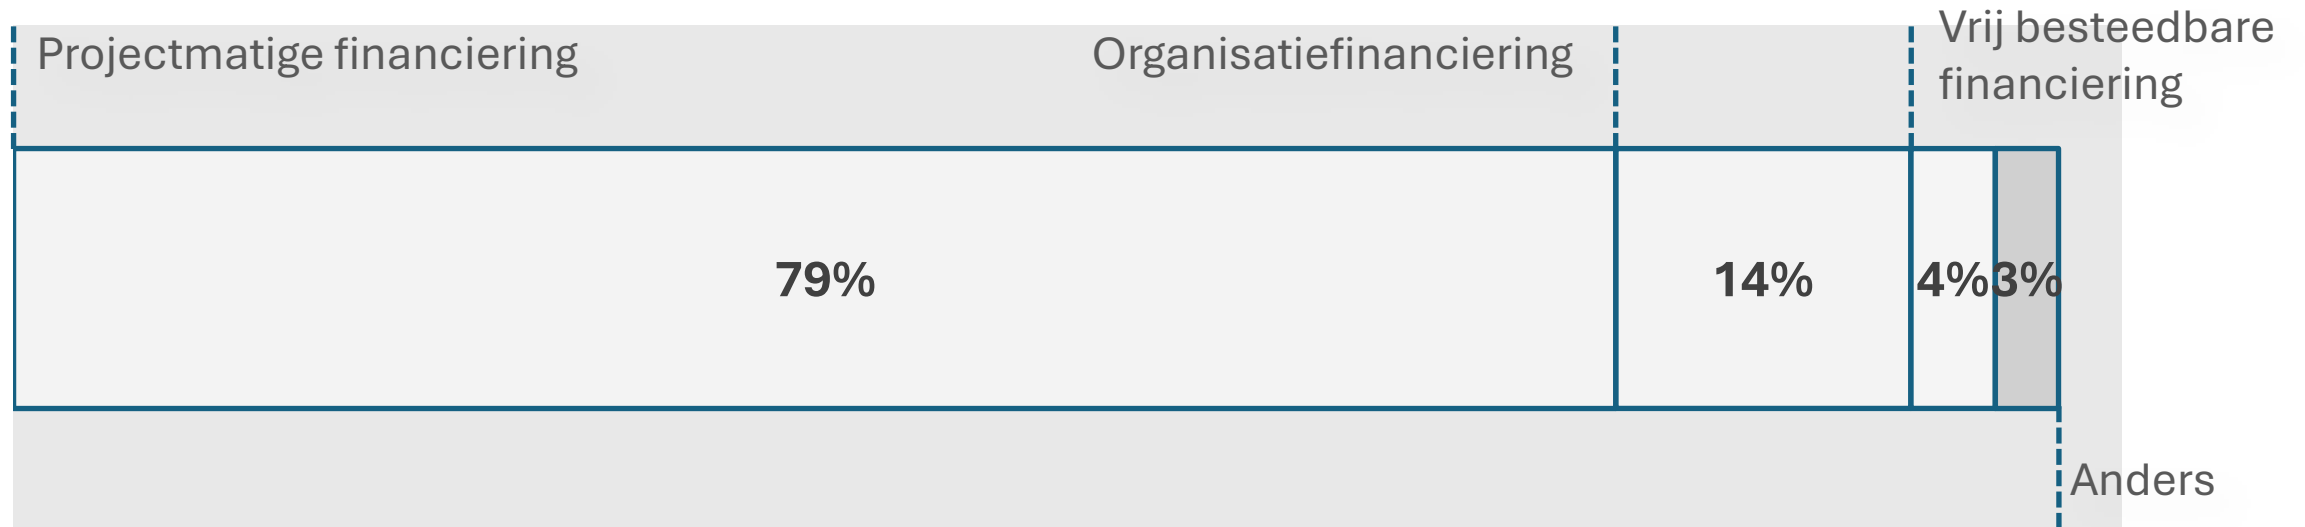 Projectmatige financiering
Organisatiefinanciering
Vrij besteedbare
financiering
79%
14%
4%
3%
Anders